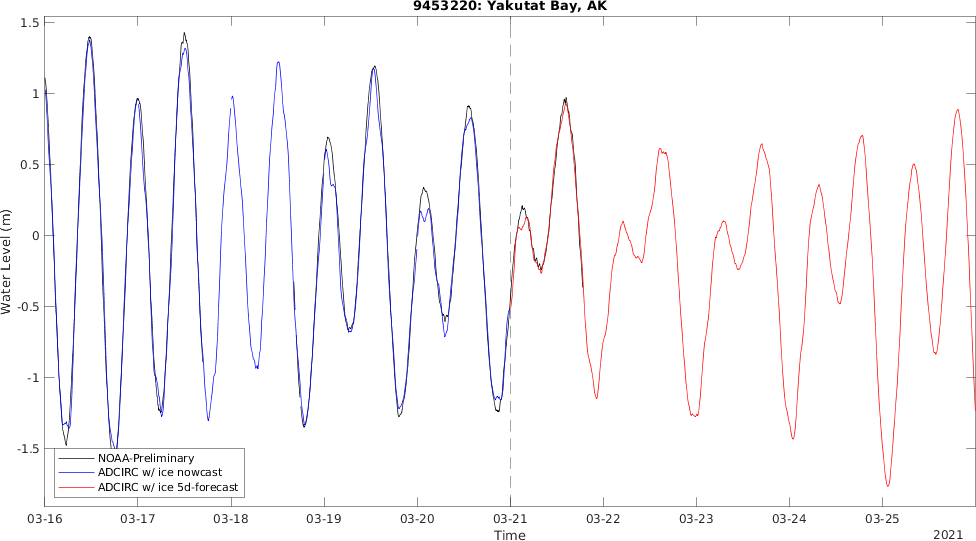 9453220: Yakutat Bay, AK
1.5
1
0.5
0
-0.5
-1
-1.5
Water Level (m)
NOAA-Preliminary
ADCIRC w/ ice nowcast
ADCIRC w/ ice 5d-forecast
03-16 03-17 03-18 03-19 03-20 03-21 03-22 03-23 03-24 03-25
Time
2021